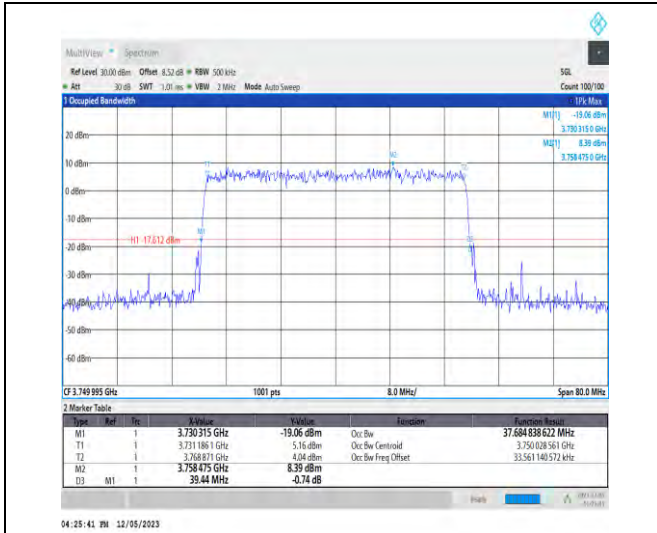 MultiView Spectrum
Ref Level 30.00 dBm Offset 8.52 dB RBW 500 kHz SGL
Att 30 dB SWT 1.01 ms VBW 2 MHz Mode Auto Sweep Count 100/100
1 Occupied Bandwidth 1Pk Max
M1[1] -19.06 dBm
3.730 315 0 GHz
M2[1] 8.39 dBm
3.758 475 0 GHz
20 dBm
10 dBm
M2
T1
0 dBm
-10 dBm
M1
H1 -17.612 dBm
-20 dBm
-30 dBm
-40 dBm
-50 dBm
-60 dBm
CF 3.749 995 GHz 1001 pts 8.0 MHz/ Span 80.0 MHz
2 Marker Table
Type Ref Trc X-Value Y-Value Function Function Result
M1 1 3.730 315 GHz -19.06 dBm Occ Bw 37.684 838 622 MHz
T1 1 3.731 186 1 GHz 5.16 dBm Occ Bw Centroid 3.750 028 561 GHz
T2 1 3.768 871 GHz 4.04 dBm Occ Bw Freq Offset 33.561 140 572 kHz
M2 1 3.758 475 GHz 8.39 dBm
D3 M1 1 39.44 MHz -0.74 dB
04:25:41 PM 12/05/2023